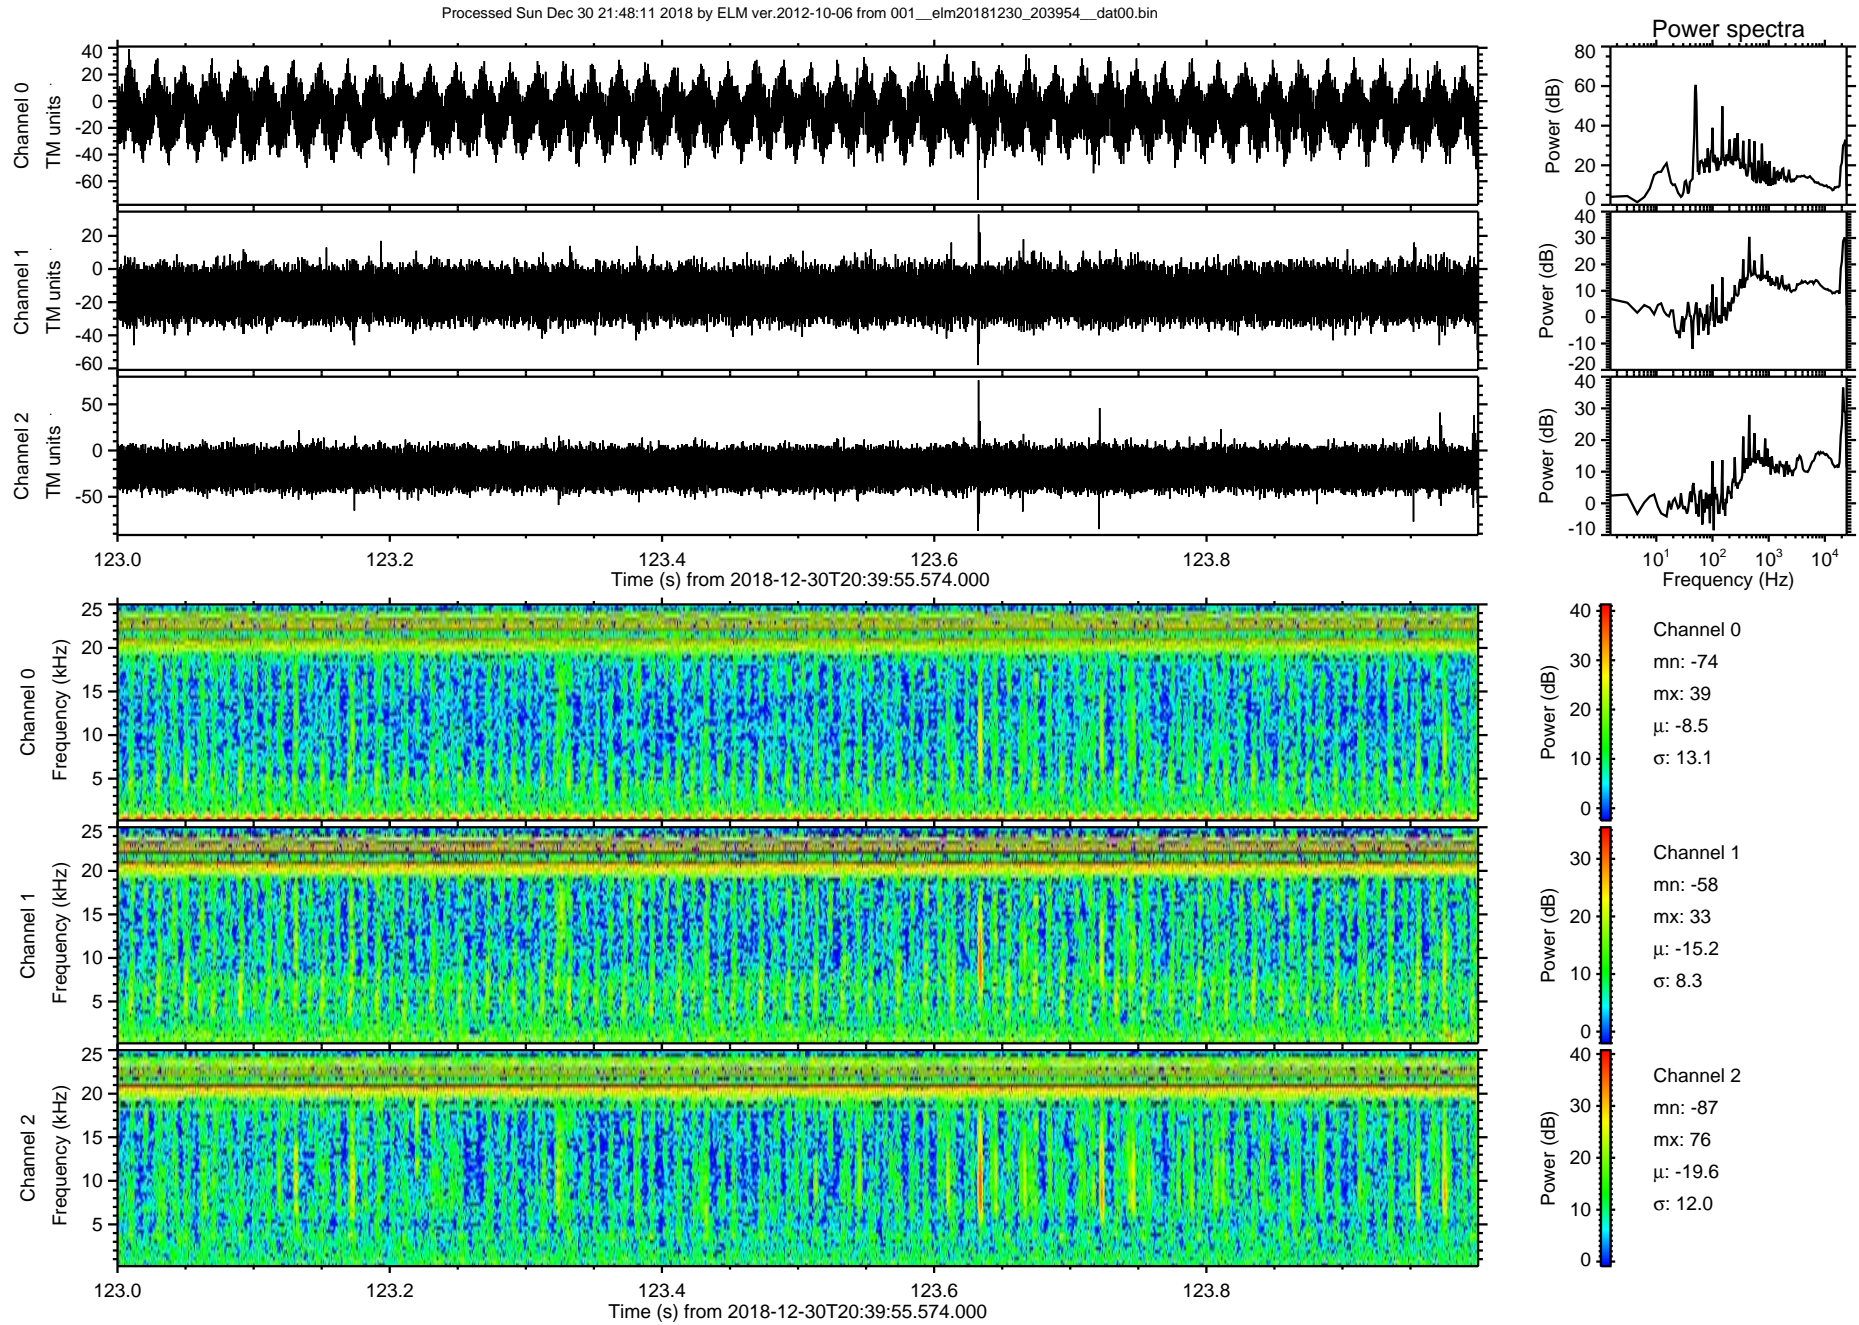 Processed Sun Dec 30 21:48:11 2018 by ELM ver.2012-10-06 from 001__elm20181230_203954__dat00.bin
Power spectra
Channel 0
TM units
40
20
0
-20
-40
-60
Power (dB)
80
60
40
20
0
Channel 1
TM units
20
0
-20
-40
-60
Power (dB)
40
30
20
10
0
-10
-20
Channel 2
TM units
50
0
-50
Power (dB)
40
30
20
10
0
-10
123.0 123.2 123.4 123.6 123.8
Time (s) from 2018-12-30T20:39:55.574.000
10¹ 10² 10³ 10⁴
Frequency (Hz)
Channel 0
Frequency (kHz)
25
20
15
10
5
Power (dB)
40
30
20
10
0
Channel 0
mn: -74
mx: 39
μ: -8.5
σ: 13.1
Channel 1
Frequency (kHz)
25
20
15
10
5
Power (dB)
30
20
10
0
Channel 1
mn: -58
mx: 33
μ: -15.2
σ: 8.3
Channel 2
Frequency (kHz)
25
20
15
10
5
Power (dB)
40
30
20
10
0
Channel 2
mn: -87
mx: 76
μ: -19.6
σ: 12.0
123.0 123.2 123.4 123.6 123.8
Time (s) from 2018-12-30T20:39:55.574.000